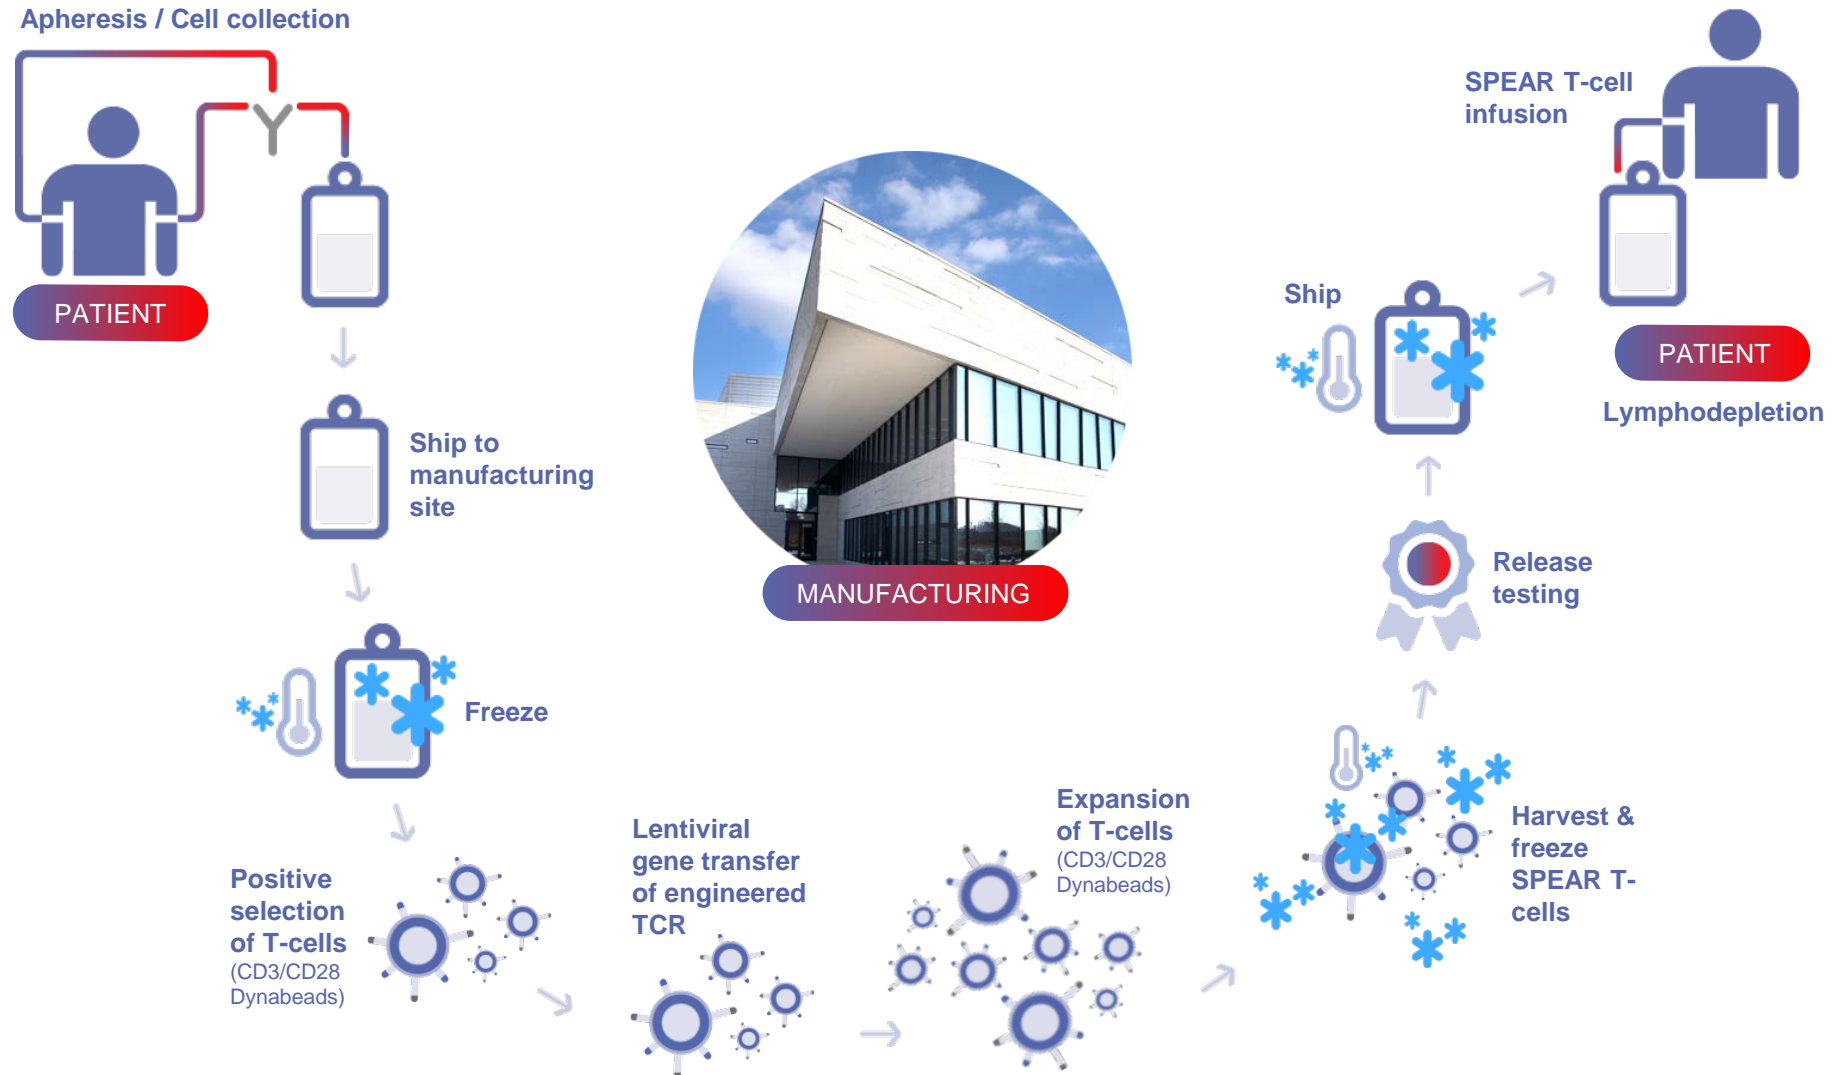 Apheresis / Cell collection
PATIENT
Ship to
manufacturing
site
Freeze
Positive
selection
of T-cells
(CD3/CD28
Dynabeads)
Lentiviral
gene transfer
of engineered
TCR
MANUFACTURING
Expansion
of T-cells
(CD3/CD28
Dynabeads)
Harvest &
freeze
SPEAR T-
cells
Release
testing
Ship
SPEAR T-cell
infusion
PATIENT
Lymphodepletion